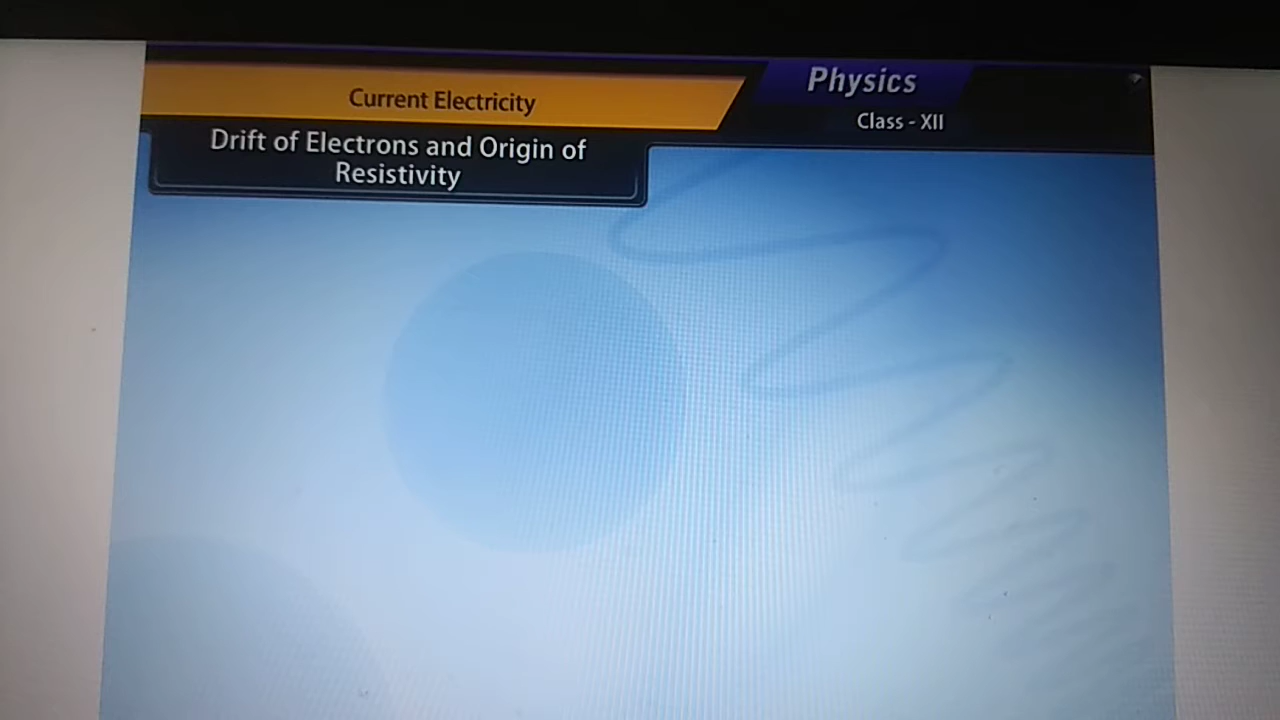 Current Electricity
Physics
Class - XII
Drift of Electrons and Origin of
Resistivity